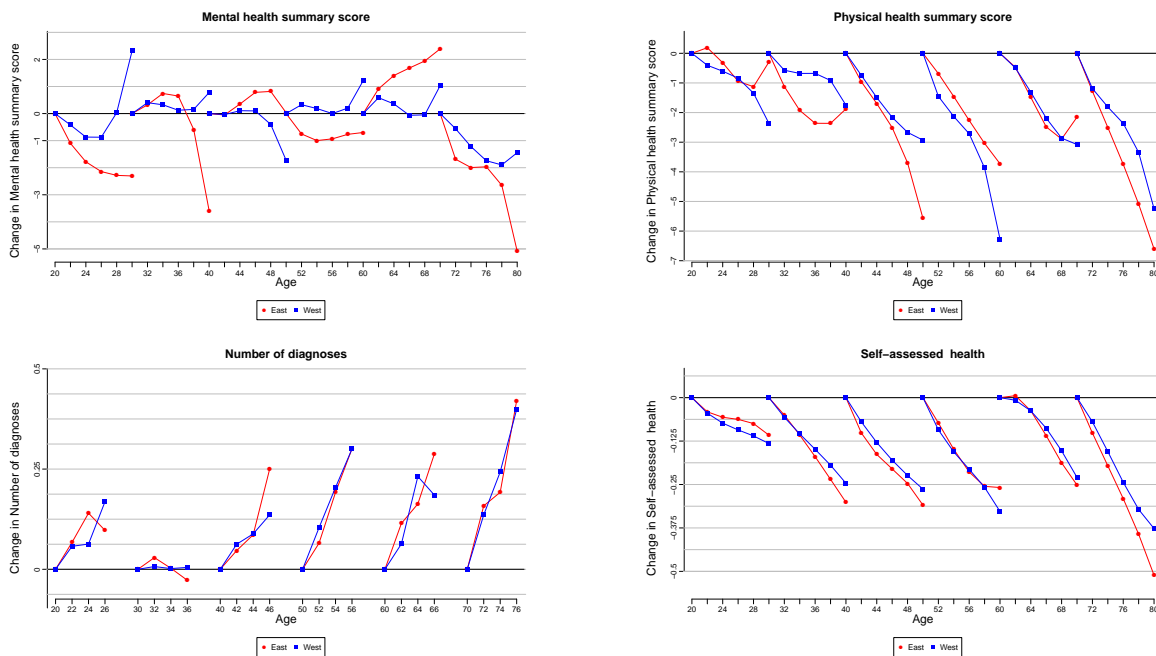 Mental health summary score
Change in Mental health summary score
2
0
−1
−3
−5
20 24 28 32 36 40 44 48 52 56 60 64 68 72 76 80
Age
East West
Physical health summary score
Change in Physical health summary score
0
−1
−2
−3
−4
−5
−6
−7
20 24 28 32 36 40 44 48 52 56 60 64 68 72 76 80
Age
East West
Number of diagnoses
Change in Number of diagnoses
0.5
0.25
0
20 22 24 26 30 32 34 36 40 42 44 46 50 52 54 56 60 62 64 66 70 72 74 76
Age
East West
Self−assessed health
Change in Self−assessed health
0
−0.125
−0.25
−0.375
−0.5
20 24 28 32 36 40 44 48 52 56 60 64 68 72 76 80
Age
East West